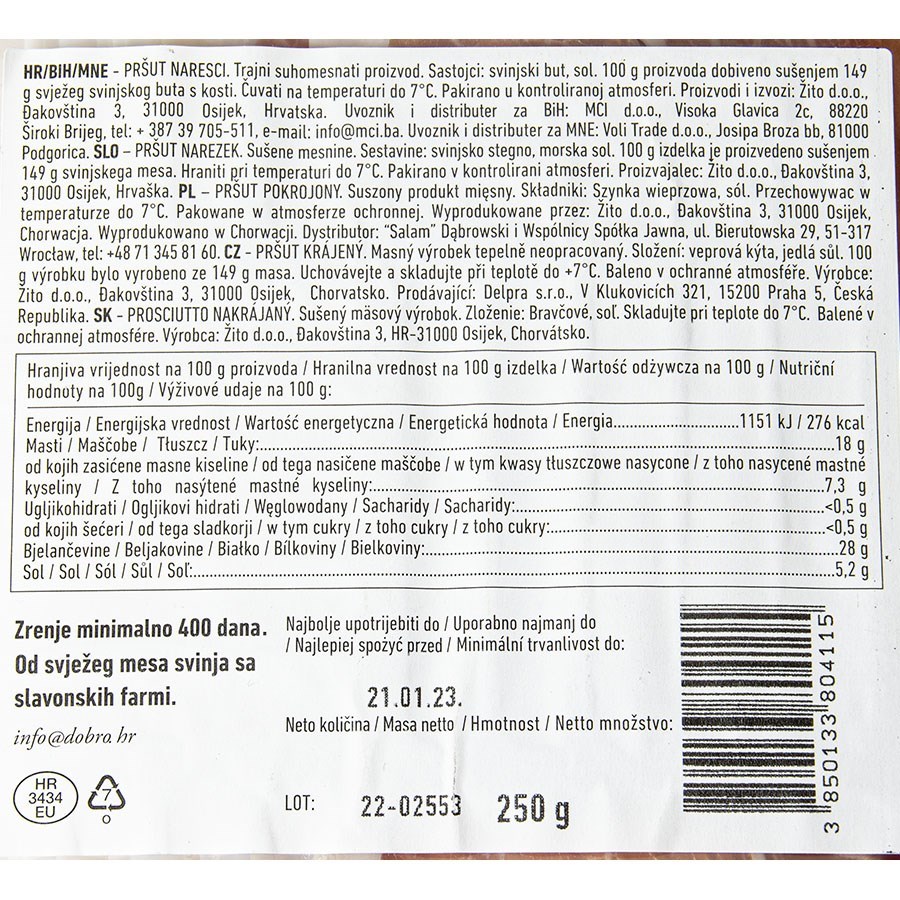 HR/BIH/MNE - PRŠUT NARESCI. Trajni suhomesnati proizvod. Sastojci: svinjski but, sol. 100 g proizvoda dobiveno sušenjem 149
g svježeg svinjskog buta s kosti. Čuvati na temperaturi do 7°C. Pakirano u kontroliranoj atmosferi. Proizvodi i izvozi: Žito d.o.o.,
Đakovština 3, 31000 Osijek, Hrvatska. Uvoznik i distributer za BiH: MCI d.o.o., Visoka Glavica 2c, 88220
Široki Brijeg, tel: + 387 39 705-511, e-mail: info@mci.ba. Uvoznik i distributer za MNE: Voli Trade d.o.o., Josipa Broza bb, 81000
Podgorica. SLO – PRŠUT NAREZEK. Sušene mesnine. Sestavine: svinjsko stegno, morska sol. 100 g izdelka je proizvedeno sušenjem
149 g svinjskega mesa. Hraniti pri temperaturi do 7°C. Pakirano v kontrolirani atmosferi. Proizvajalec: Žito d.o.o., Đakovština 3,
31000 Osijek, Hrvaška. PL – PRŠUT POKROJONY. Suszony produkt mięsny. Składniki: Szynka wieprzowa, sól. Przechowywac w
temperaturze do 7°C. Pakowane w atmosferze ochronnej. Wyprodukowane przez: Žito d.o.o., Đakovština 3, 31000 Osijek,
Chorwacja. Wyprodukowano w Chorwacji. Dystrybutor: "Salam" Dąbrowski i Wspólnicy Spółka Jawna, ul. Bierutowska 29, 51-317
Wrocław, tel: +48 71 345 81 60. CZ - PRŠUT KRÁJENÝ. Masný výrobek tepelně neopracovaný. Složení: veprová kýta, jedlá sůl. 100
g výrobku bylo vyrobeno ze 149 g masa. Uchovávejte a skladujte při teplotě do +7°C. Baleno v ochranné atmosféře. Výrobce:
Žito d.o.o., Đakovština 3, 31000 Osijek, Chorvatsko. Prodávající: Delpra s.r.o., V Klukovicích 321, 15200 Praha 5, Česká
Republika. SK - PROSCIUTTO NAKRÁJANÝ. Sušený mäsový výrobok. Zloženie: Bravčové, soľ. Skladujte pri teplote do 7°C. Balené v
ochrannej atmosfére. Výrobca: Žito d.o.o., Đakovština 3, HR-31000 Osijek, Chorvátsko.
Hranjiva vrijednost na 100 g proizvoda / Hranilna vrednost na 100 g izdelka / Wartość odżywcza na 100 g / Nutriční
hodnoty na 100g / Výživové udaje na 100 g:
Energija / Energijska vrednost / Wartość energetyczna / Energetická hodnota / Energia..................1151 kJ / 276 kcal
Masti / Maščobe / Tłuszcz / Tuky:..................18 g
od kojih zasićene masne kiseline / od tega nasičene maščobe / w tym kwasy tłuszczowe nasycone / z toho nasycené mastné
kyseliny / Z toho nasýtené mastné kyseliny:..................7,3 g
Ugljikohidrati / Ogljikovi hidrati / Węglowodany / Sacharidy / Sacharidy:..................<0,5 g
od kojih šećeri / od tega sladkorji / w tym cukry / z toho cukry / z toho cukry:..................<0,5 g
Bjelančevine / Beljakovine / Białko / Bílkoviny / Bielkoviny:..................28 g
Sol / Sol / Sól / Sůl / Soľ:..................5,2 g
Zrenje minimalno 400 dana.
Od svježeg mesa svinja sa
slavonskih farmi.
info@dobro.hr
HR
3434
EU
7
O
Najbolje upotrijebiti do / Uporabno najmanj do
/ Najlepiej spożyć przed / Minimální trvanlivost do:
21.01.23.
Neto količina / Masa netto / Hmotnost / Netto množstvo:
LOT: 22-02553 250 g
3 850133 804115